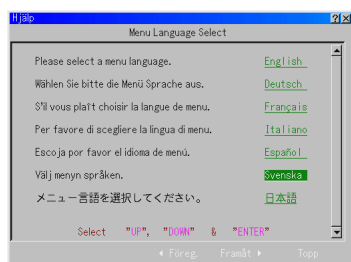 Hjälp
Menu Language Select
Please select a menu language. English
Wählen Sie bitte die Menü Sprache aus. Deutsch
S'il vous plaît choisir la langue de menu. Français
Per favore di scegliere la lingua di menu. Italiano
Escoja por favor el idioma de menú. Español
Välj menyn språken. Svenska
メニュー言語を選択してください。 日本語
Select "UP", "DOWN" & "ENTER"
Föreg. Framåt Topp